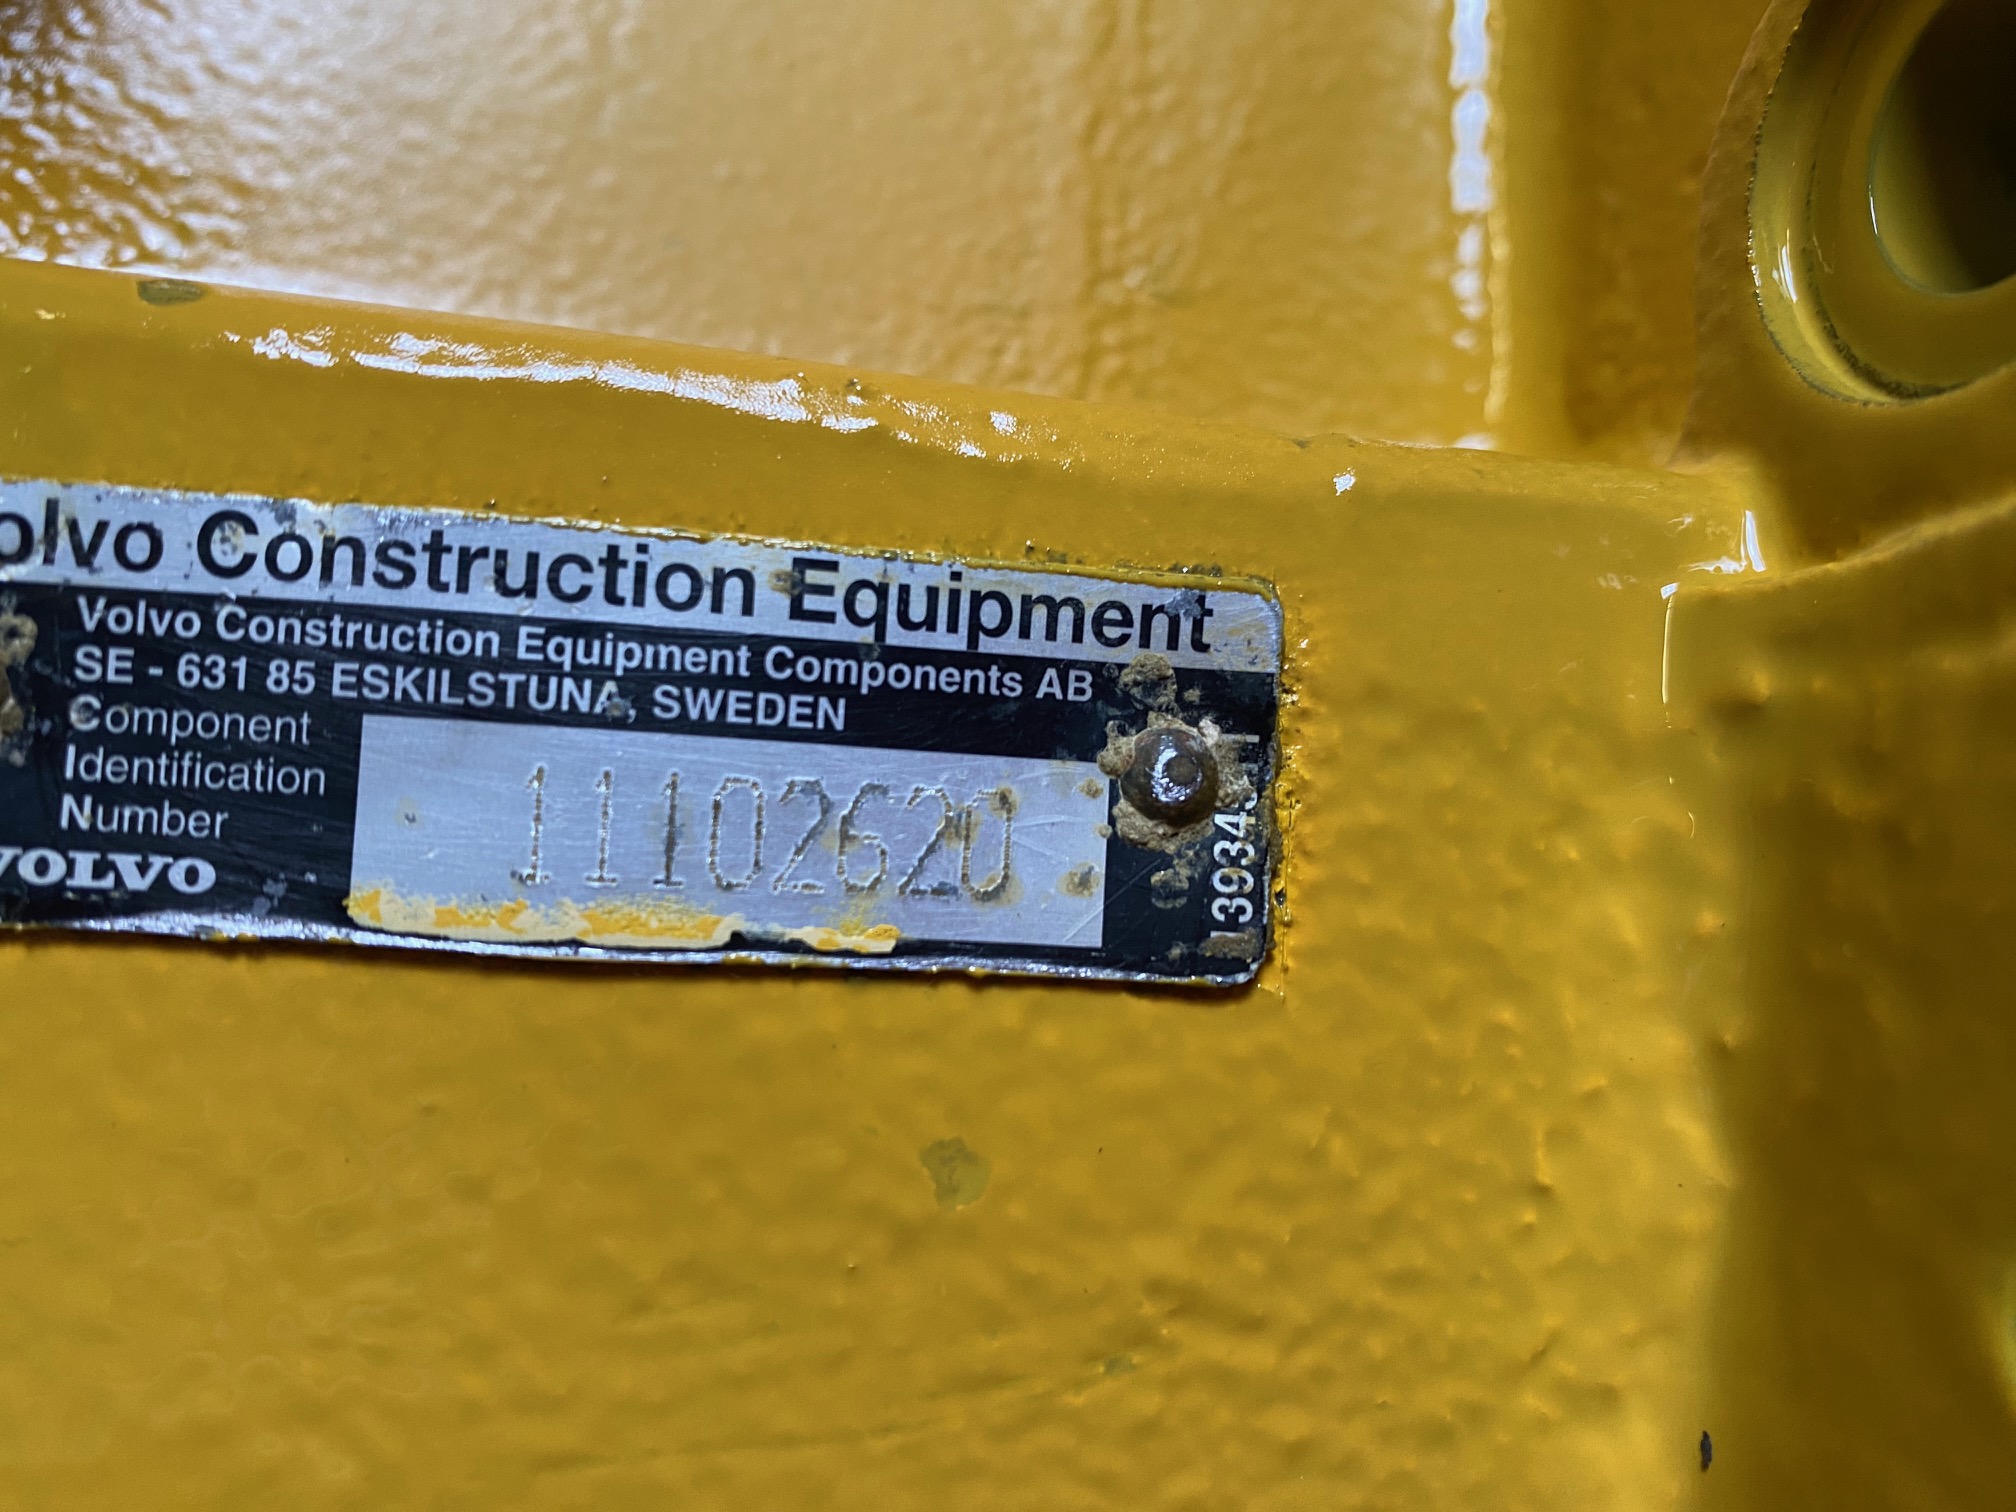 olvo Construction Equipment
Volvo Construction Equipment Components AB
SE - 631 85 ESKILSTUNA, SWEDEN
Component
Identification
Number
11102620
VOLVO